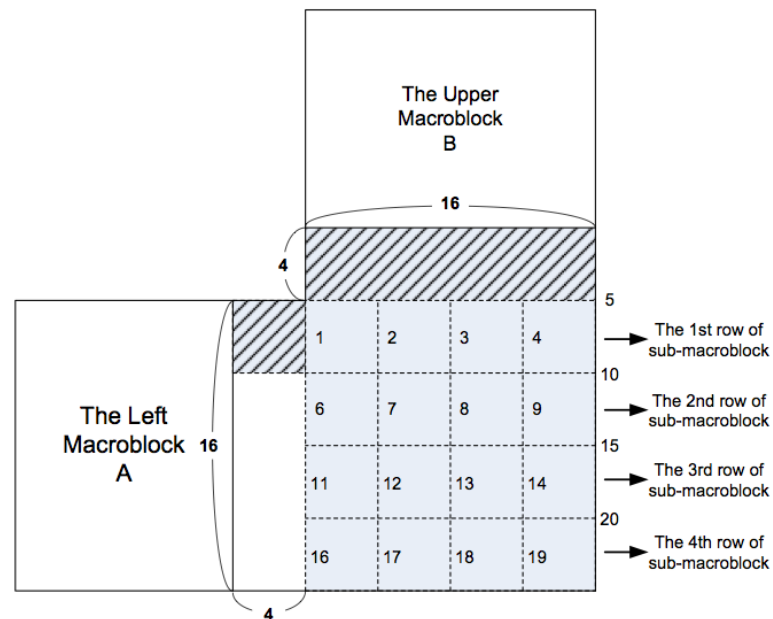 The Upper
Macroblock
B
16
4
5
1 2 3 4
The 1st row of
sub-macroblock
10
The Left
Macroblock
A
16
6 7 8 9
The 2nd row of
sub-macroblock
15
11 12 13 14
The 3rd row of
sub-macroblock
20
16 17 18 19
The 4th row of
sub-macroblock
4